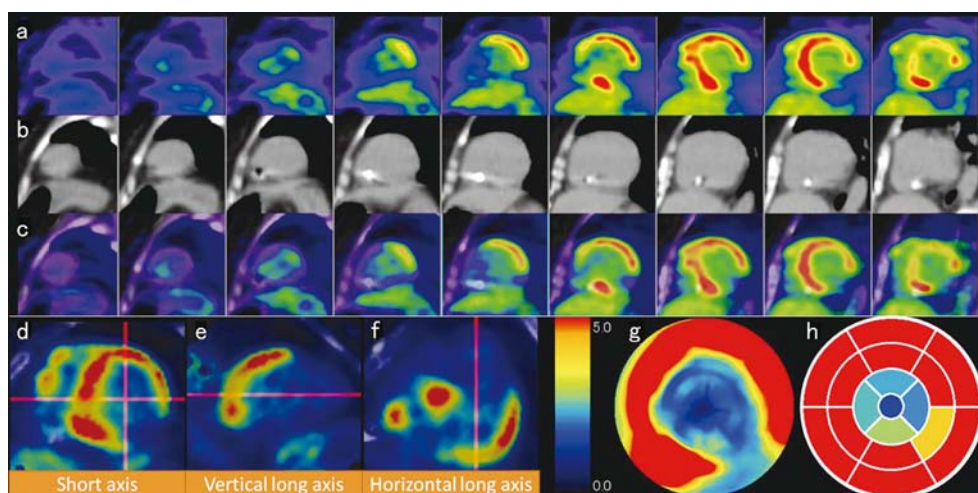 a
b
c
d e f g h
5.0
0.0
Short axis Vertical long axis Horizontal long axis